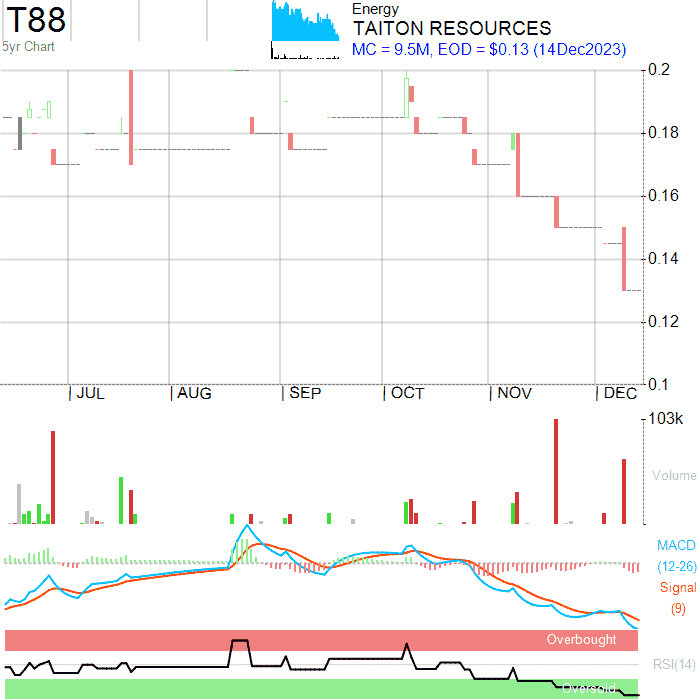 T88
5yr Chart
Energy
TAITON RESOURCES
MC = 9.5M, EOD = $0.13 (14Dec2023)
0.2
0.18
0.16
0.14
0.12
0.1
JUL AUG SEP OCT NOV DEC
103k
Volume
MACD
(12-26)
Signal
(9)
Overbought
RSI(14)
Oversold